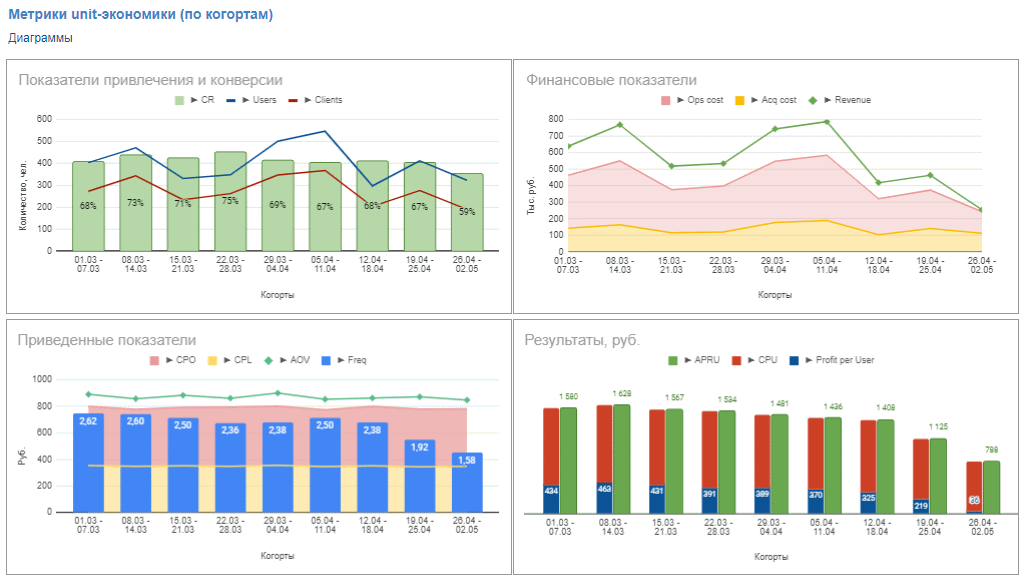 Метрики unit-экономики (по когортам)
Диаграммы
Показатели привлечения и конверсии
► CR ► Users ► Clients
Количество, чел.
600
500
400
300
200
100
0
68% 73% 71% 75% 69% 67% 68% 67% 59%
01.03 - 08.03 - 15.03 - 22.03 - 29.03 - 05.04 - 12.04 - 19.04 - 26.04 -
07.03 14.03 21.03 28.03 04.04 11.04 18.04 25.04 02.05
Когорты
Финансовые показатели
► Ops cost ► Acq cost ► Revenue
Тыс. руб.
800
700
600
500
400
300
200
100
0
01.03 - 08.03 - 15.03 - 22.03 - 29.03 - 05.04 - 12.04 - 19.04 - 26.04 -
07.03 14.03 21.03 28.03 04.04 11.04 18.04 25.04 02.05
Когорты
Приведенные показатели
► CPO ► CPL ► AOV ► Freq
Руб.
1000
800
600
400
200
0
2,62 2,60 2,50 2,36 2,38 2,50 2,38 1,92 1,58
01.03 - 08.03 - 15.03 - 22.03 - 29.03 - 05.04 - 12.04 - 19.04 - 26.04 -
07.03 14.03 21.03 28.03 04.04 11.04 18.04 25.04 02.05
Когорты
Результаты, руб.
► APRU ► CPU ► Profit per User
1 580 1 628 1 567 1 534 1 481 1 436 1 408 1 125 788
434 463 431 391 389 370 325 219 36
01.03 - 08.03 - 15.03 - 22.03 - 29.03 - 05.04 - 12.04 - 19.04 - 26.04 -
07.03 14.03 21.03 28.03 04.04 11.04 18.04 25.04 02.05
Когорты